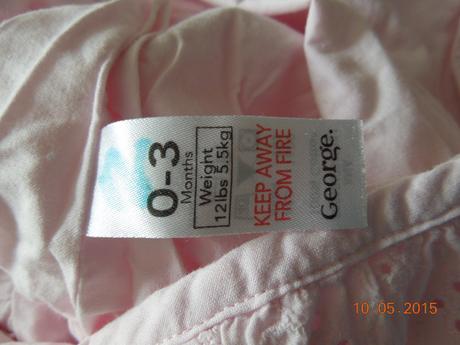 0-3
Months
Weight
12lbs 5.5kg
KEEP AWAY
FROM FIRE
George.
10.05.2015